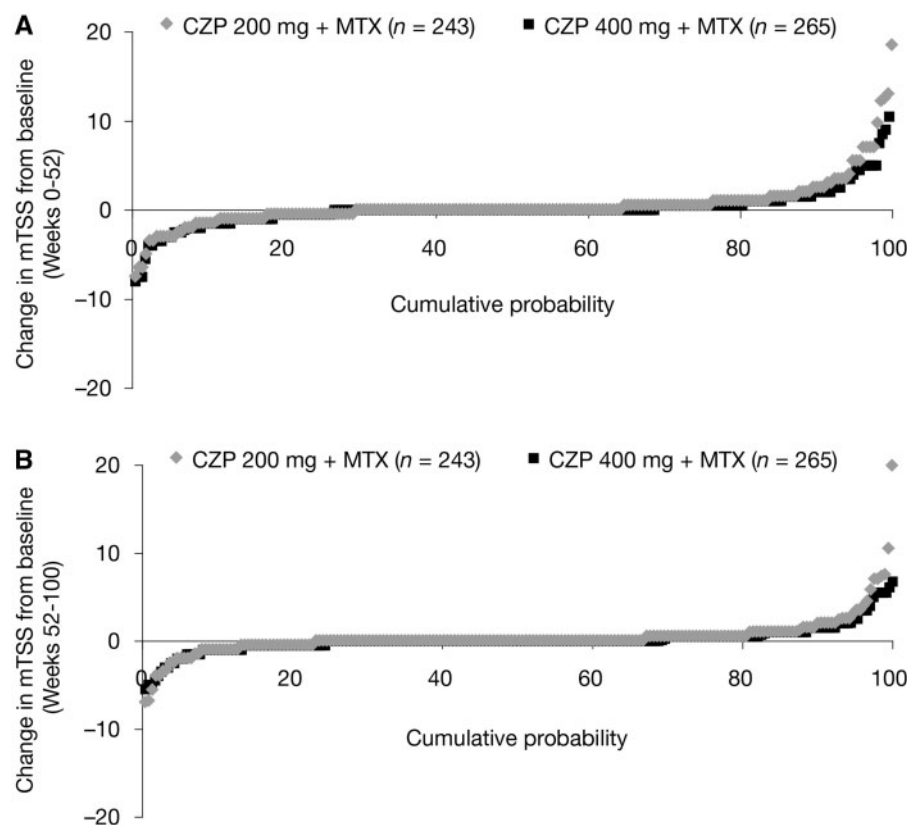 A
CZP 200 mg + MTX (n = 243) CZP 400 mg + MTX (n = 265)
Change in mTSS from baseline
(Weeks 0-52)
20
10
0
–10
–20
0 20 40 60 80 100
Cumulative probability
B
CZP 200 mg + MTX (n = 243) CZP 400 mg + MTX (n = 265)
Change in mTSS from baseline
(Weeks 52-100)
20
10
0
–10
–20
0 20 40 60 80 100
Cumulative probability